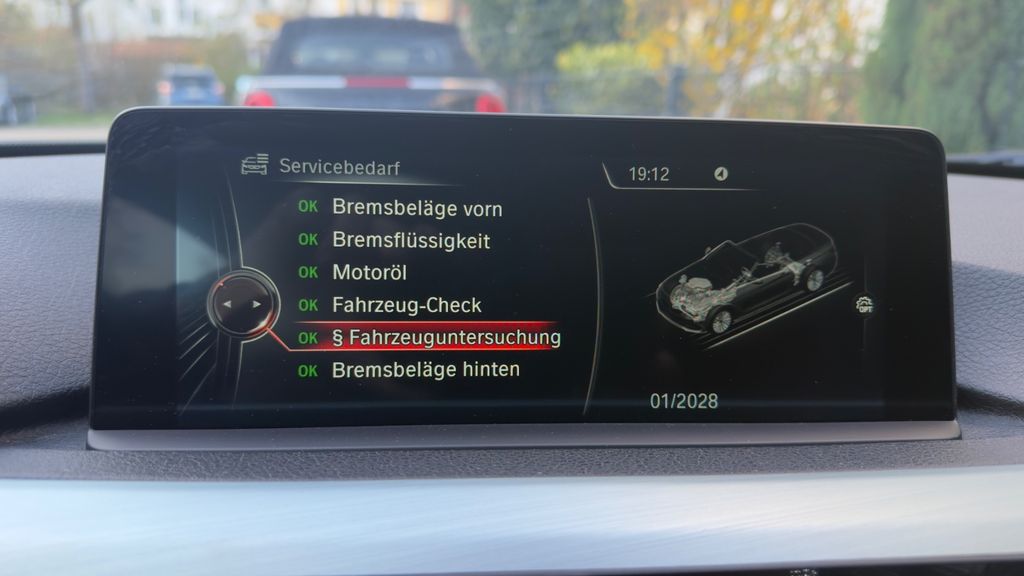 Servicebedarf
19:12
OK Bremsbeläge vorn
OK Bremsflüssigkeit
OK Motoröl
OK Fahrzeug-Check
OK § Fahrzeuguntersuchung
OK Bremsbeläge hinten
OPT
01/2028